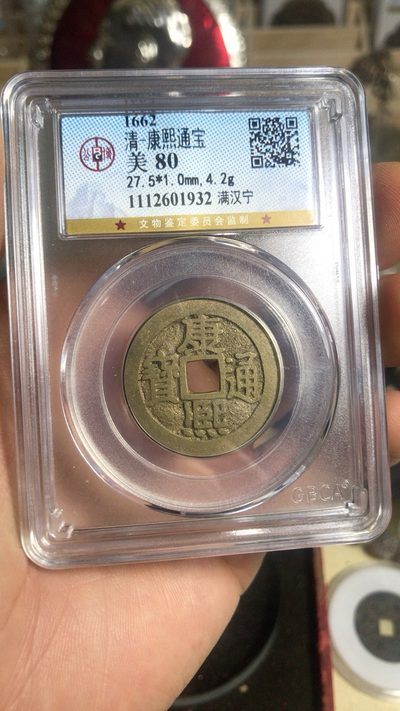 1662
清-康熙通宝
美 80
27.5*1.0mm,4.2g
1112601932 满汉宁
★ 文物鉴定委员会监制 ★
康
寶 通
熙
GBCA